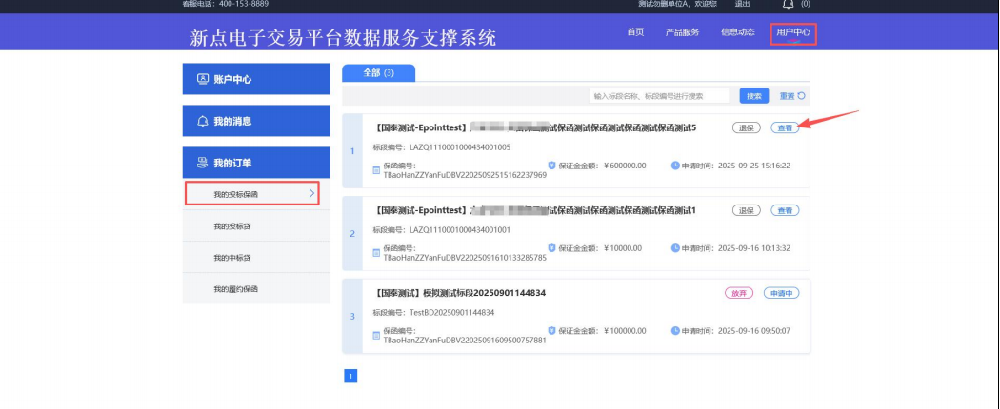 客服电话：400-153-8889
测试勿删单位A，欢迎您 退出 (0)
新点电子交易平台数据服务支撑系统
首页 产品服务 信息动态 用户中心
账户中心
我的消息
我的订单
我的投标保函
我的投标贷
我的中标贷
我的履约保函
全部 (3)
输入标段名称、标段编号进行搜索 搜索 重置
1
【国泰测试-Epointtest】 测试保函测试保函测试保函测试保函测试5 退保 查看
标段编号：LAZQ1110001000434001005
保函编号：
TBaoHanZZYanFuDBV22025092515162237969
保证金金额：￥600000.00
申请时间：2025-09-25 15:16:22
2
【国泰测试-Epointtest】 试保函测试保函测试保函测试保函测试1 退保 查看
标段编号：LAZQ1110001000434001001
保函编号：
TBaoHanZZYanFuDBV22025091610133285785
保证金金额：￥10000.00
申请时间：2025-09-16 10:13:32
3
【国泰测试】模拟测试标段20250901144834 放弃 申请中
标段编号：TestBD20250901144834
保函编号：
TBaoHanZZYanFuDBV22025091609500757881
保证金金额：￥100000.00
申请时间：2025-09-16 09:50:07
1